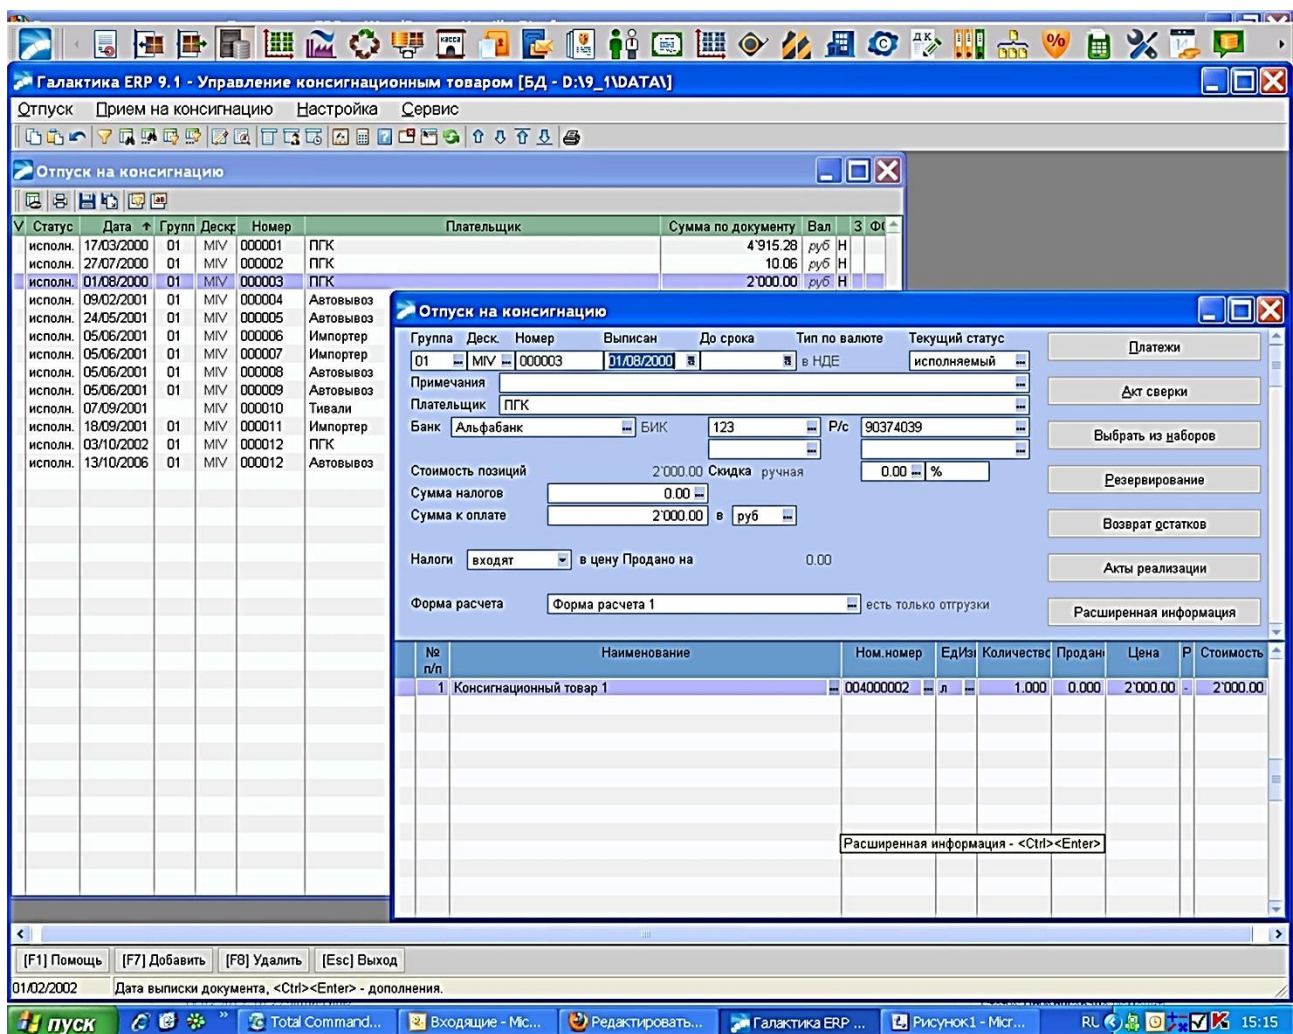 касса
Д К
%
14
Галактика ERP 9.1 - Управление консигнационным товаром [БД - D:\9_1\DATA\]
Отпуск Прием на консигнацию Настройка Сервис
Отпуск на консигнацию
V Статус Дата Групп Дескр Номер Плательщик Сумма по документу Вал З
исполн. 17/03/2000 01 MIV 000001 ПГК 4`915.28 руб Н
исполн. 27/07/2000 01 MIV 000002 ПГК 10.06 руб Н
исполн. 01/08/2000 01 MIV 000003 ПГК 2`000.00 руб Н
исполн. 09/02/2001 01 MIV 000004 Автовывоз
исполн. 24/05/2001 01 MIV 000005 Автовывоз
исполн. 05/06/2001 01 MIV 000006 Импортер
исполн. 05/06/2001 01 MIV 000007 Импортер
исполн. 05/06/2001 01 MIV 000008 Автовывоз
исполн. 05/06/2001 01 MIV 000009 Автовывоз
исполн. 07/09/2001 MIV 000010 Тивали
исполн. 18/09/2001 01 MIV 000011 Импортер
исполн. 03/10/2002 01 MIV 000012 ПГК
исполн. 13/10/2006 01 MIV 000012 Автовывоз
Отпуск на консигнацию
Группа Деск. Номер Выписан До срока Тип по валюте Текущий статус
01 MIV 000003 01/08/2000 в НДЕ исполняемый
Примечания
Плательщик ПГК
Банк Альфабанк БИК 123 Р/с 90374039
Стоимость позиций 2`000.00 Скидка ручная 0.00 %
Сумма налогов 0.00
Сумма к оплате 2`000.00 в руб
Налоги входят в цену Продано на 0.00
Форма расчета Форма расчета 1 есть только отгрузки
Платежи
Акт сверки
Выбрать из наборов
Резервирование
Возврат остатков
Акты реализации
Расширенная информация
№ п/п Наименование Ном.номер ЕдИз Количество Продан Цена Р Стоимость
1 Консигнационный товар 1 004000002 л 1.000 0.000 2`000.00 - 2`000.00
Расширенная информация - <Ctrl><Enter>
[F1] Помощь [F7] Добавить [F8] Удалить [Esc] Выход
01/02/2002 Дата выписки документа, <Ctrl><Enter> - дополнения.
пуск Total Command... Входящие - Mic... Редактировать... Галактика ERP ... Рисунок1 - Micr... RL 15:15